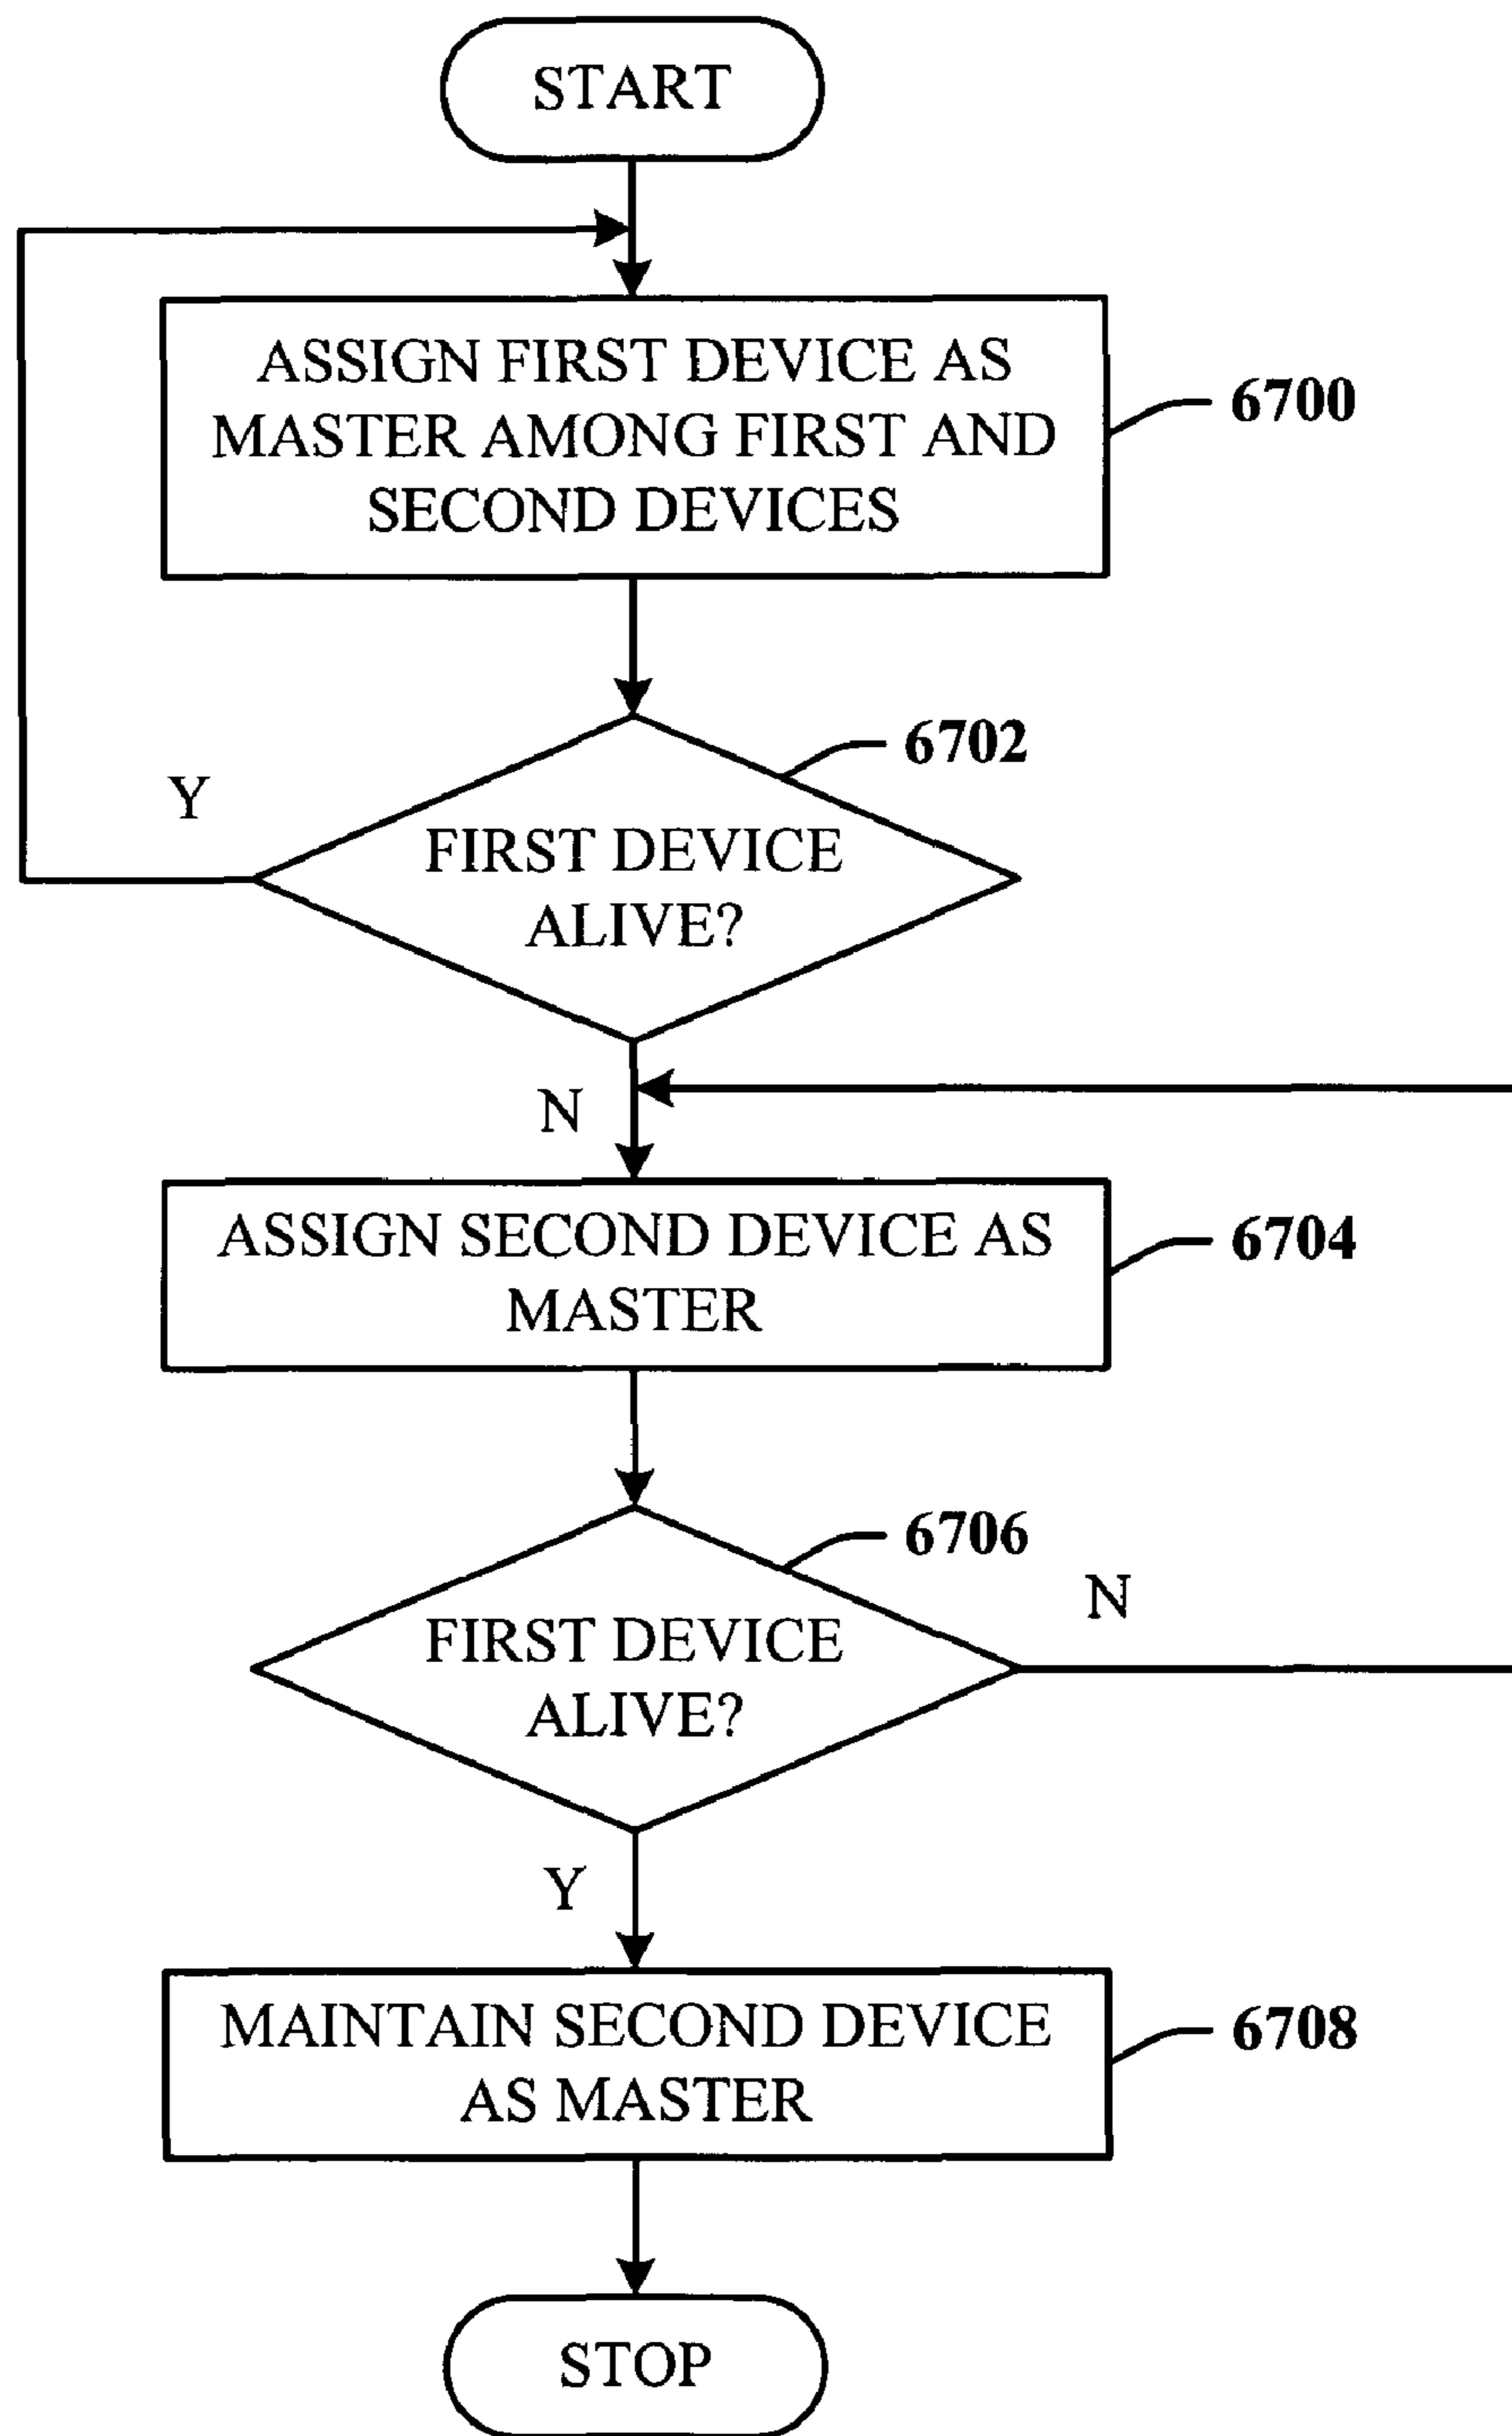 START
ASSIGN FIRST DEVICE AS
MASTER AMONG FIRST AND
SECOND DEVICES
6700
6702
Y
FIRST DEVICE
ALIVE?
N
ASSIGN SECOND DEVICE AS
MASTER
6704
6706
N
FIRST DEVICE
ALIVE?
Y
MAINTAIN SECOND DEVICE
AS MASTER
6708
STOP